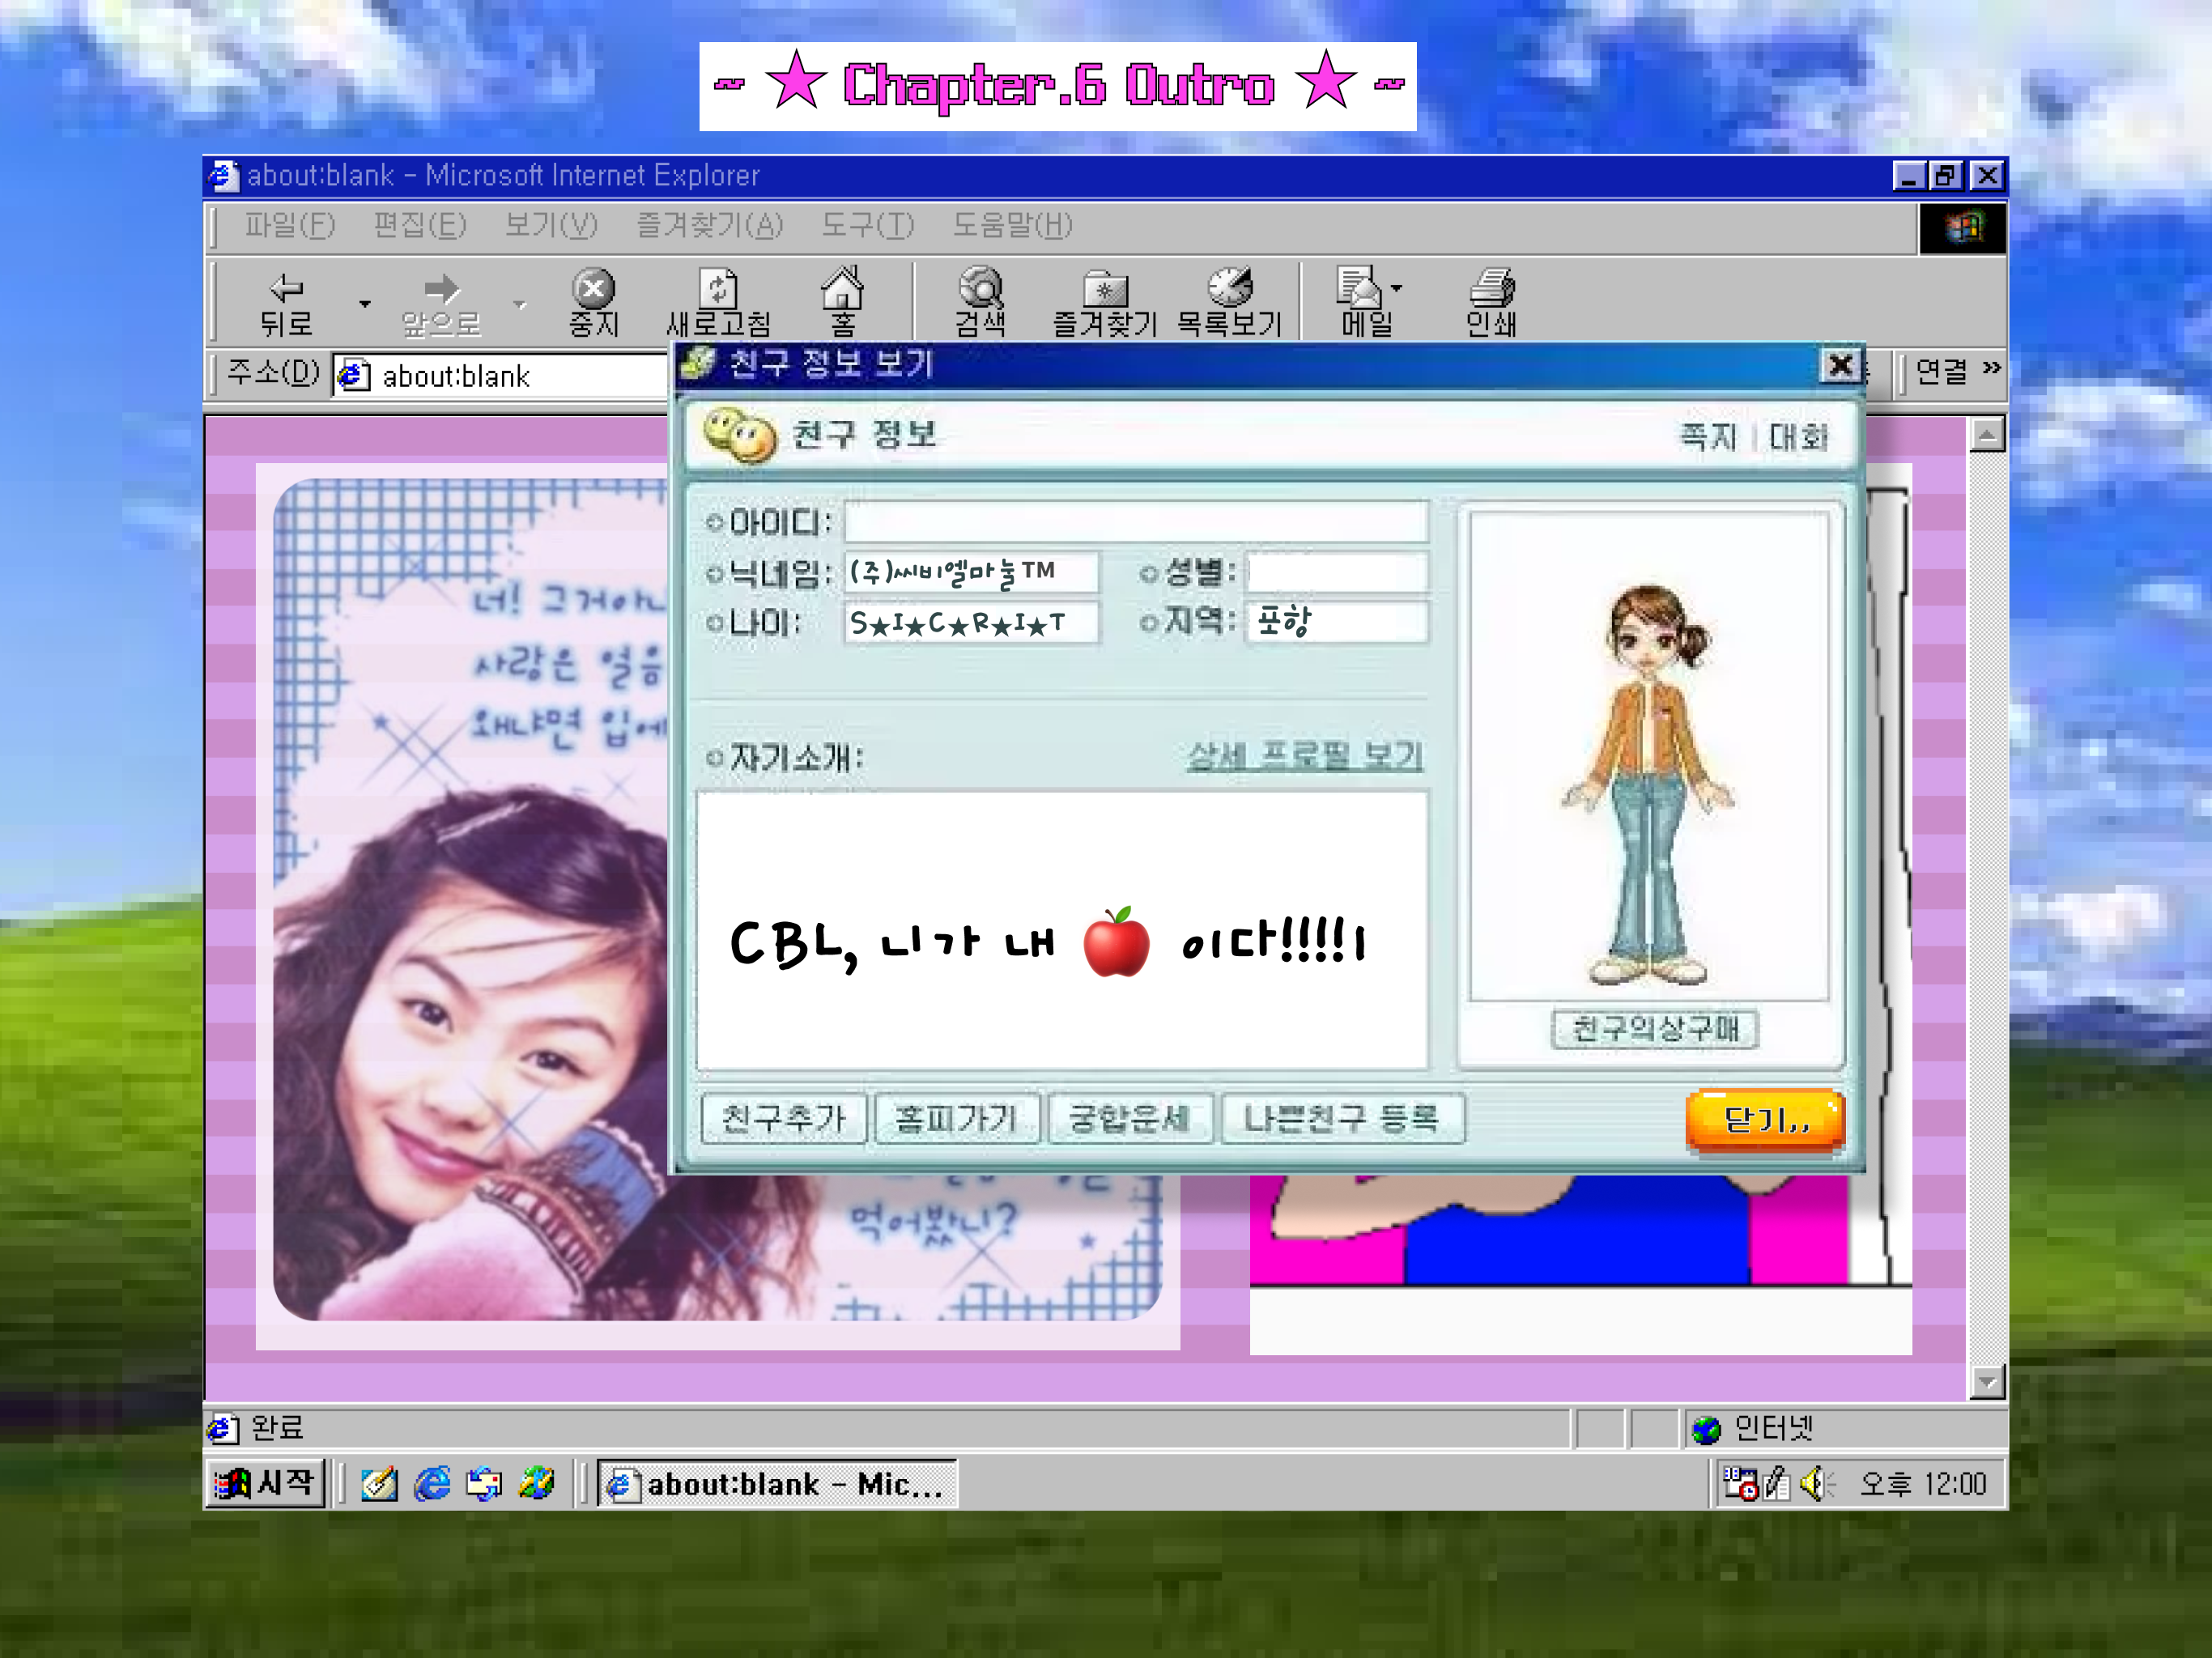 ~ ★ Chapter.6 Outro ★ ~
about:blank - Microsoft Internet Explorer
파일(F) 편집(E) 보기(V) 즐겨찾기(A) 도구(T) 도움말(H)
뒤로 앞으로 중지 새로고침 홈 검색 즐겨찾기 목록보기 메일 인쇄
주소(D) about:blank
연결 »
친구 정보 보기
친구 정보
쪽지 | 대화
아이디:
닉네임: (주)씨비엘마눌™ 성별:
나이: S★I★C★R★I★T 지역: 포항
자기소개: 상세 프로필 보기
CBL, 니가 내 🍎 이다!!!!!
친구의상구매
친구추가 홈피가기 궁합운세 나쁜친구 등록
닫기,,
너! 그거아니
사랑은 얼음
왜냐면 입에
먹어봤니?
완료
인터넷
시작
about:blank - Mic...
오후 12:00